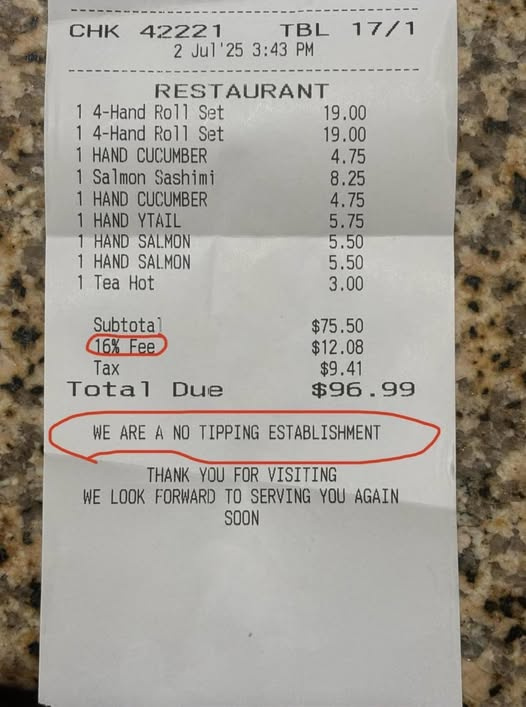 CHK 42221 TBL 17/1
2 Jul'25 3:43 PM
RESTAURANT
1 4-Hand Roll Set 19.00
1 4-Hand Roll Set 19.00
1 HAND CUCUMBER 4.75
1 Salmon Sashimi 8.25
1 HAND CUCUMBER 4.75
1 HAND YTAIL 5.75
1 HAND SALMON 5.50
1 HAND SALMON 5.50
1 Tea Hot 3.00
Subtotal $75.50
16% Fee $12.08
Tax $9.41
Total Due $96.99
WE ARE A NO TIPPING ESTABLISHMENT
THANK YOU FOR VISITING
WE LOOK FORWARD TO SERVING YOU AGAIN
SOON